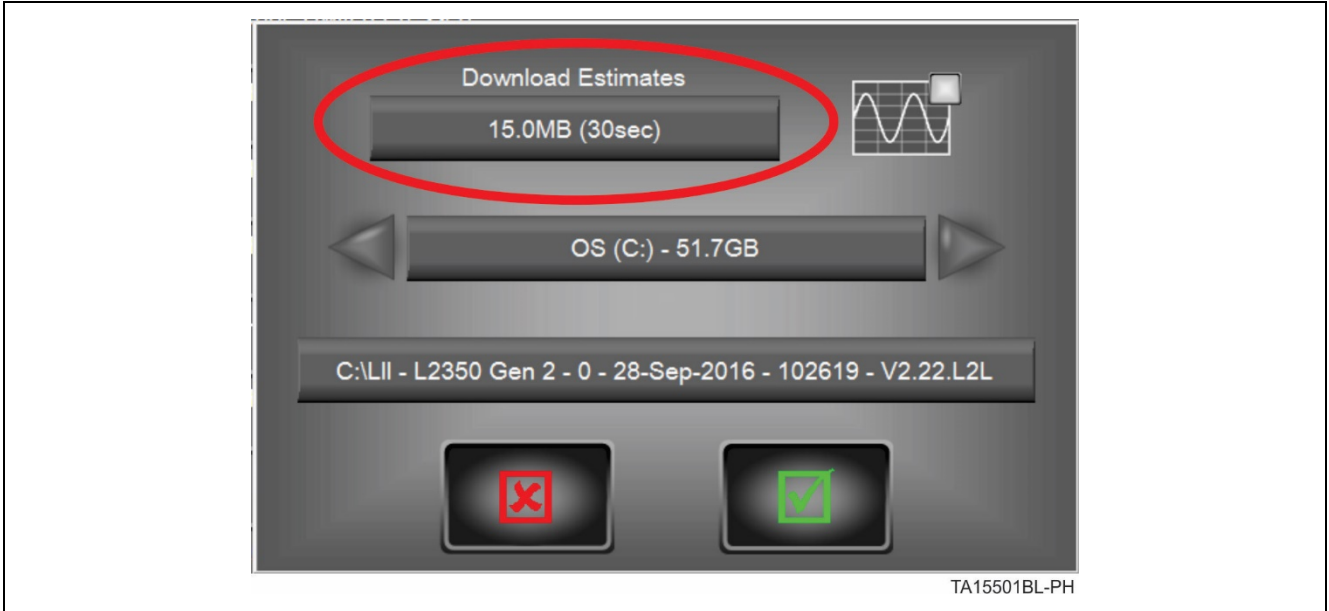 Download Estimates
15.0MB (30sec)
OS (C:) - 51.7GB
C:\LII - L2350 Gen 2 - 0 - 28-Sep-2016 - 102619 - V2.22.L2L
TA15501BL-PH